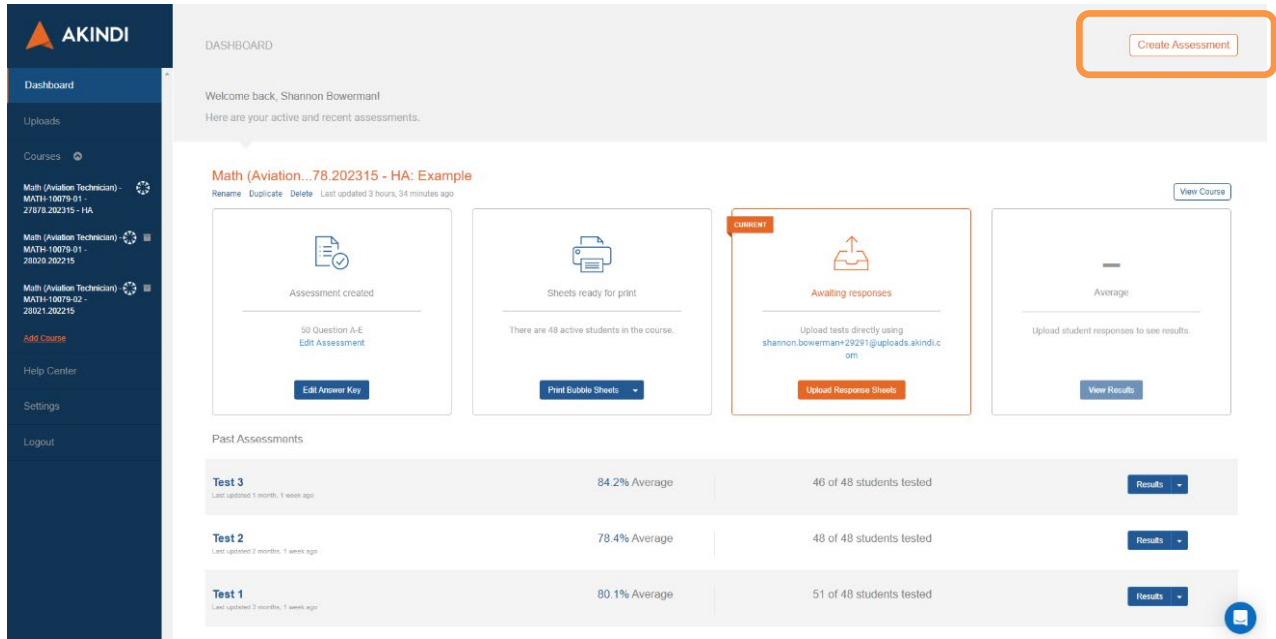 AKINDI
Dashboard
Uploads
Courses
Math (Aviation Technician) -
MATH-10079-01 -
27878.202315 - HA
Math (Aviation Technician) -
MATH-10079-01 -
28020.202215
Math (Aviation Technician) -
MATH-10079-02 -
28021.202215
Add Course
Help Center
Settings
Logout
DASHBOARD
Create Assessment
Welcome back, Shannon Bowerman!
Here are your active and recent assessments.
Math (Aviation...78.202315 - HA: Example
Rename Duplicate Delete Last updated 3 hours, 34 minutes ago
View Course
Assessment created
50 Question A-E
Edit Assessment
Edit Answer Key
Sheets ready for print
There are 48 active students in the course.
Print Bubble Sheets
CURRENT
Awaiting responses
Upload tests directly using
shannon.bowerman+29291@uploads.akindi.c
om
Upload Response Sheets
Average
Upload student responses to see results.
View Results
Past Assessments
Test 3 84.2% Average 46 of 48 students tested Results
Last updated 1 month, 1 week ago
Test 2 78.4% Average 48 of 48 students tested Results
Last updated 2 months, 1 week ago
Test 1 80.1% Average 51 of 48 students tested Results
Last updated 3 months, 1 week ago